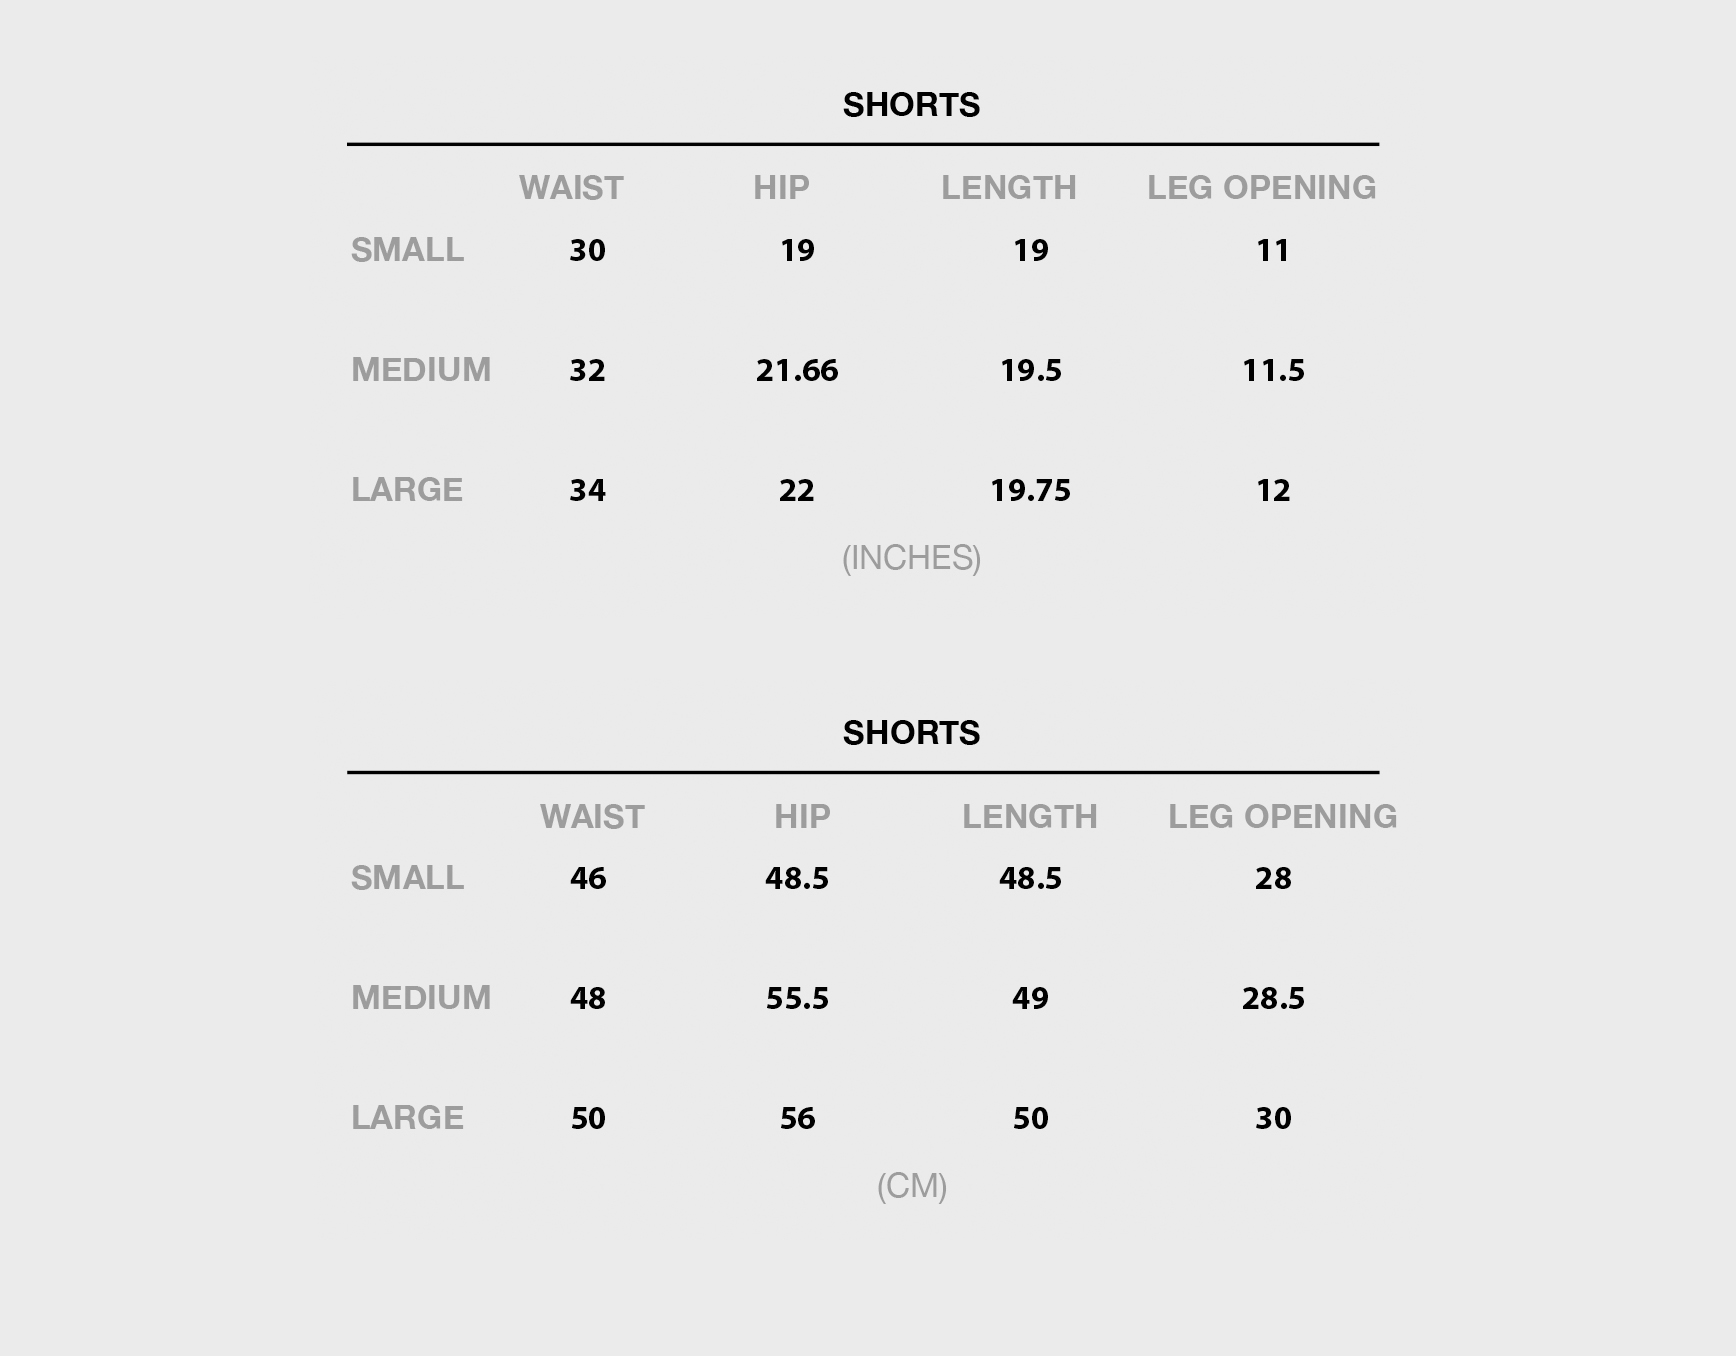 SHORTS
WAIST HIP LENGTH LEG OPENING
SMALL 30 19 19 11
MEDIUM 32 21.66 19.5 11.5
LARGE 34 22 19.75 12
(INCHES)
SHORTS
WAIST HIP LENGTH LEG OPENING
SMALL 46 48.5 48.5 28
MEDIUM 48 55.5 49 28.5
LARGE 50 56 50 30
(CM)